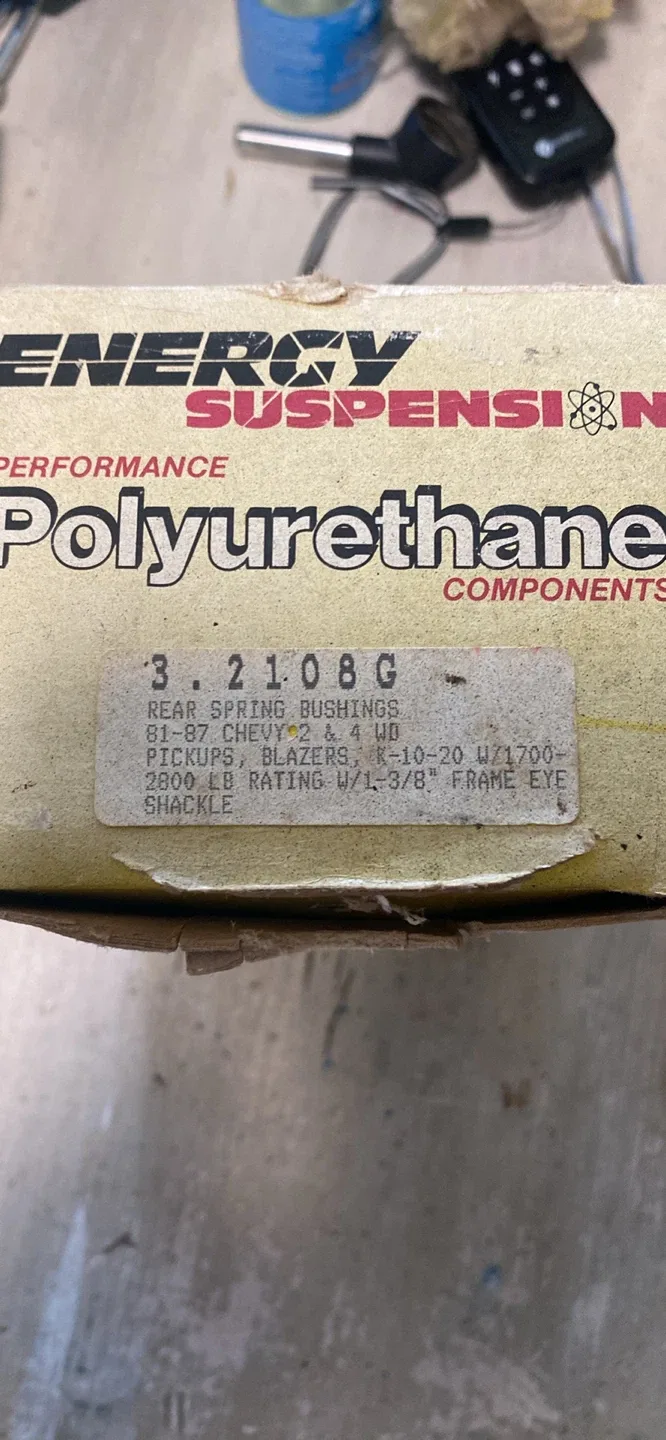 ENERGY
SUSPENSION
PERFORMANCE
Polyurethane
COMPONENTS
3.2108G
REAR SPRING BUSHINGS
81-87 CHEVY 2 & 4 WD
PICKUPS, BLAZERS, K-10-20 W/1700-
2800 LB RATING W/1-3/8" FRAME EYE
SHACKLE